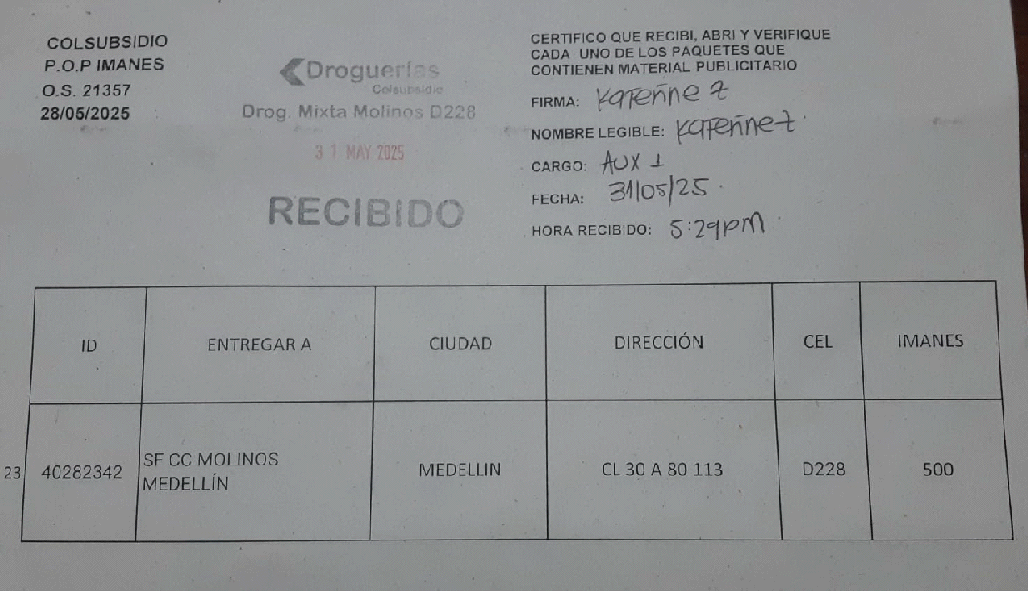 COLSUBSIDIO
P.O.P IMANES
O.S. 21357
28/05/2025
Droguerías
Colsubsidio
Drog. Mixta Molinos D228
31 MAY 2025
RECIBIDO
CERTIFICO QUE RECIBI, ABRI Y VERIFIQUE
CADA UNO DE LOS PAQUETES QUE
CONTIENEN MATERIAL PUBLICITARIO
FIRMA: Katerine Z
NOMBRE LEGIBLE: Katerine Z.
CARGO: AUX 1
FECHA: 31/05/25.
HORA RECIBIDO: 5:29pm
ID ENTREGAR A CIUDAD DIRECCIÓN CEL IMANES
23 40282342 SF CC MOLINOS MEDELLÍN MEDELLIN CL 30 A 80 113 D228 500